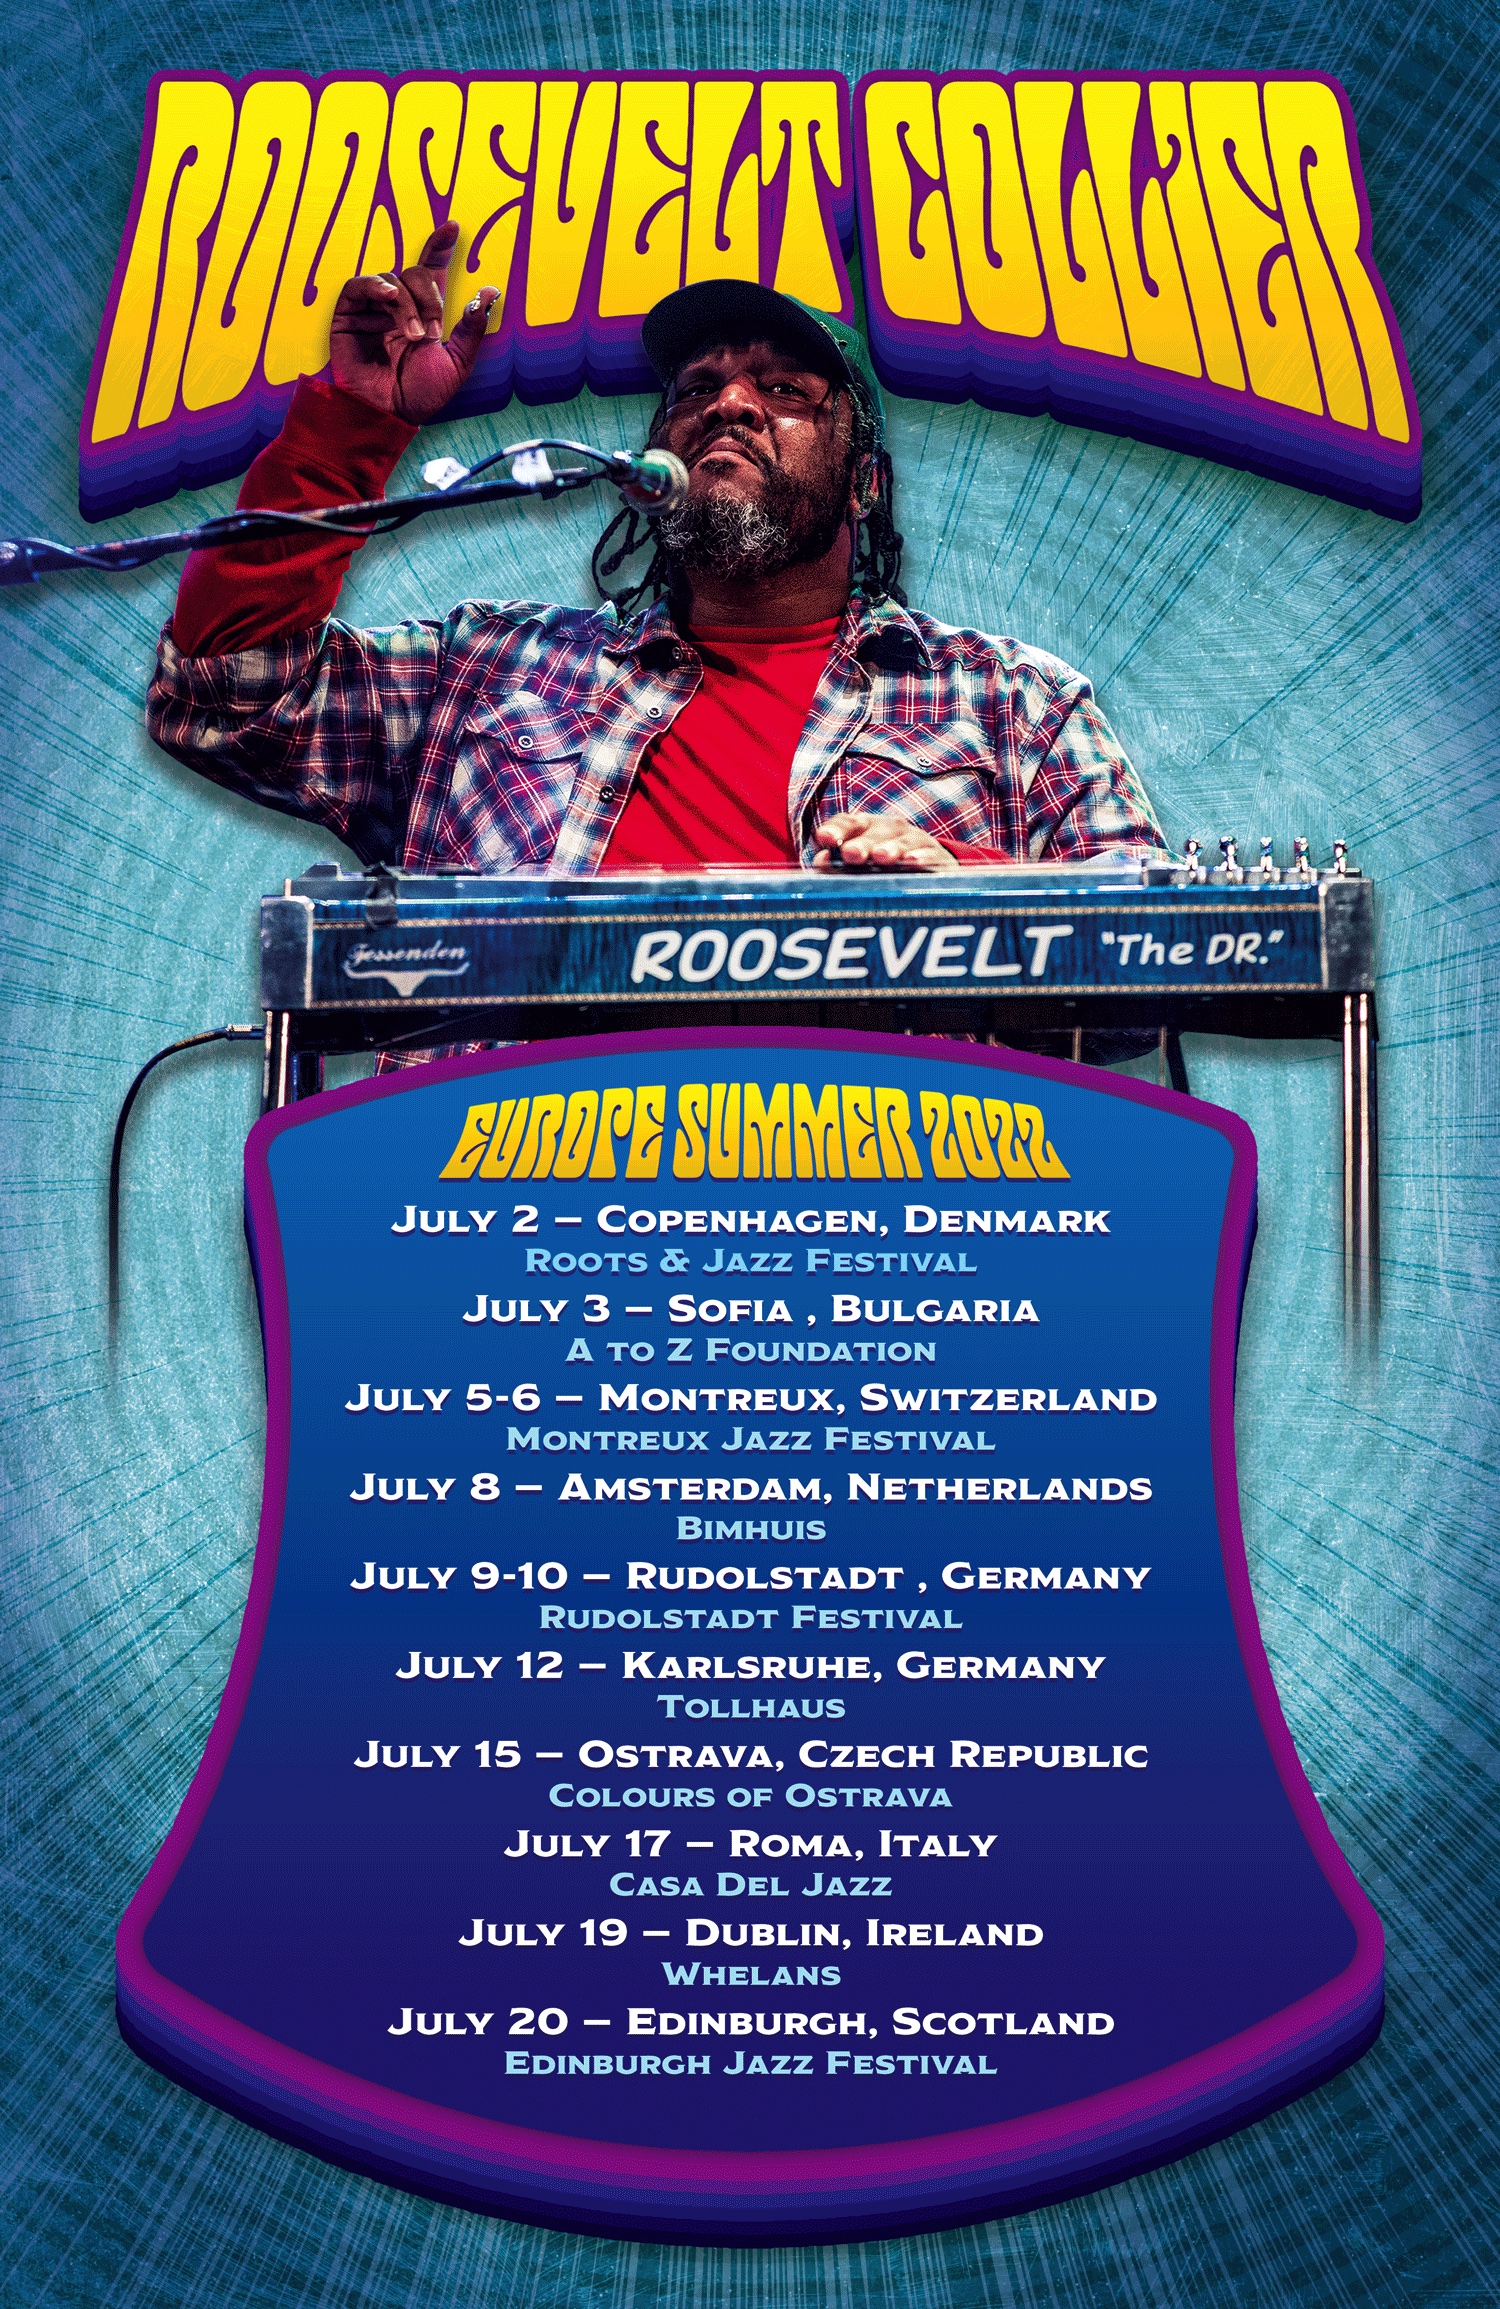 ROOSEVELT COLLIER
Fessenden
ROOSEVELT "The DR."
EUROPE SUMMER 2022
JULY 2 – COPENHAGEN, DENMARK
ROOTS & JAZZ FESTIVAL
JULY 3 – SOFIA , BULGARIA
A TO Z FOUNDATION
JULY 5-6 – MONTREUX, SWITZERLAND
MONTREUX JAZZ FESTIVAL
JULY 8 – AMSTERDAM, NETHERLANDS
BIMHUIS
JULY 9-10 – RUDOLSTADT , GERMANY
RUDOLSTADT FESTIVAL
JULY 12 – KARLSRUHE, GERMANY
TOLLHAUS
JULY 15 – OSTRAVA, CZECH REPUBLIC
COLOURS OF OSTRAVA
JULY 17 – ROMA, ITALY
CASA DEL JAZZ
JULY 19 – DUBLIN, IRELAND
WHELANS
JULY 20 – EDINBURGH, SCOTLAND
EDINBURGH JAZZ FESTIVAL